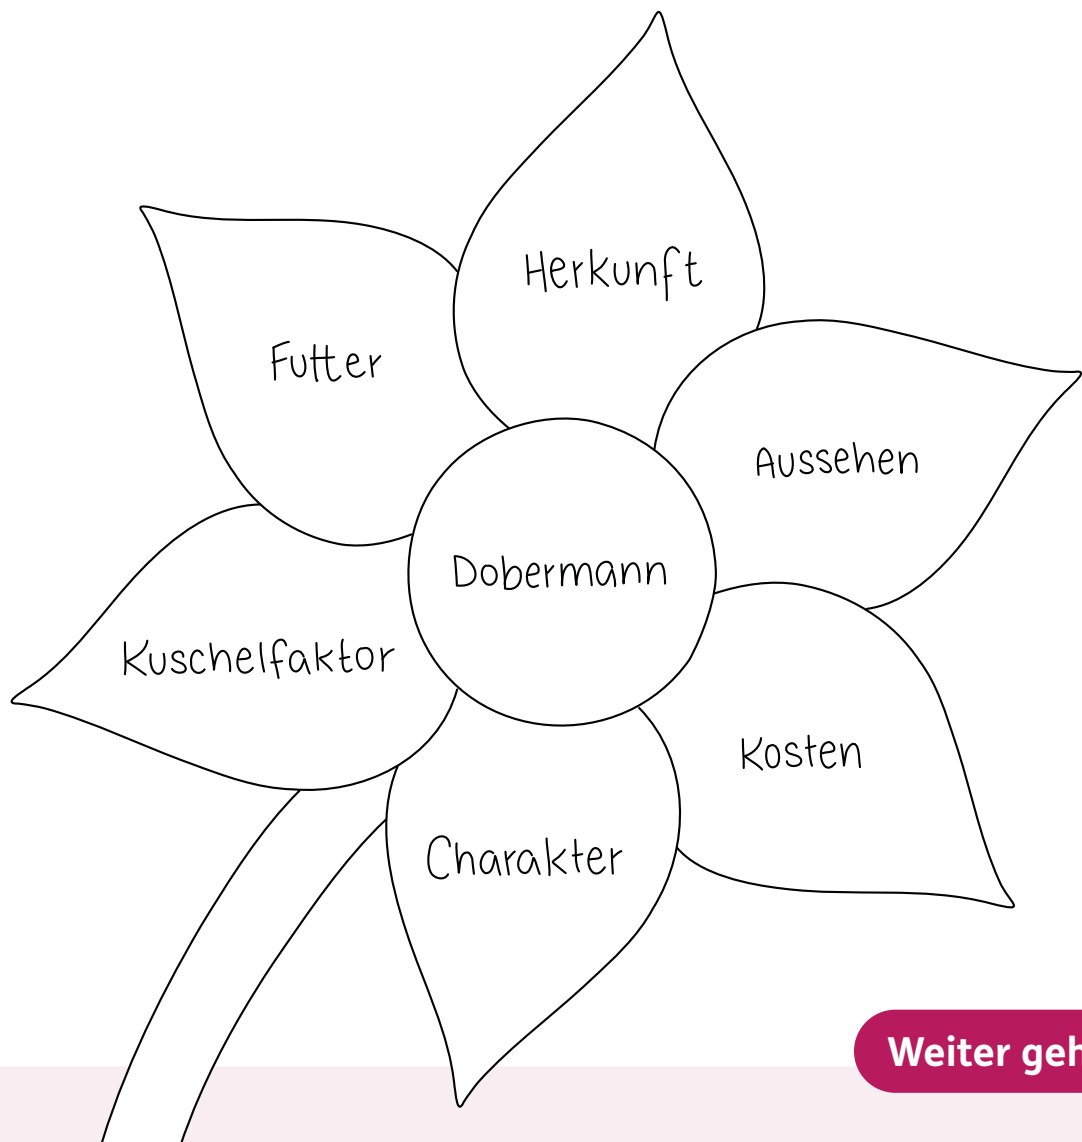 Herkunft
Futter
Aussehen
Dobermann
Kuschelfaktor
Kosten
Charakter
Weiter geh